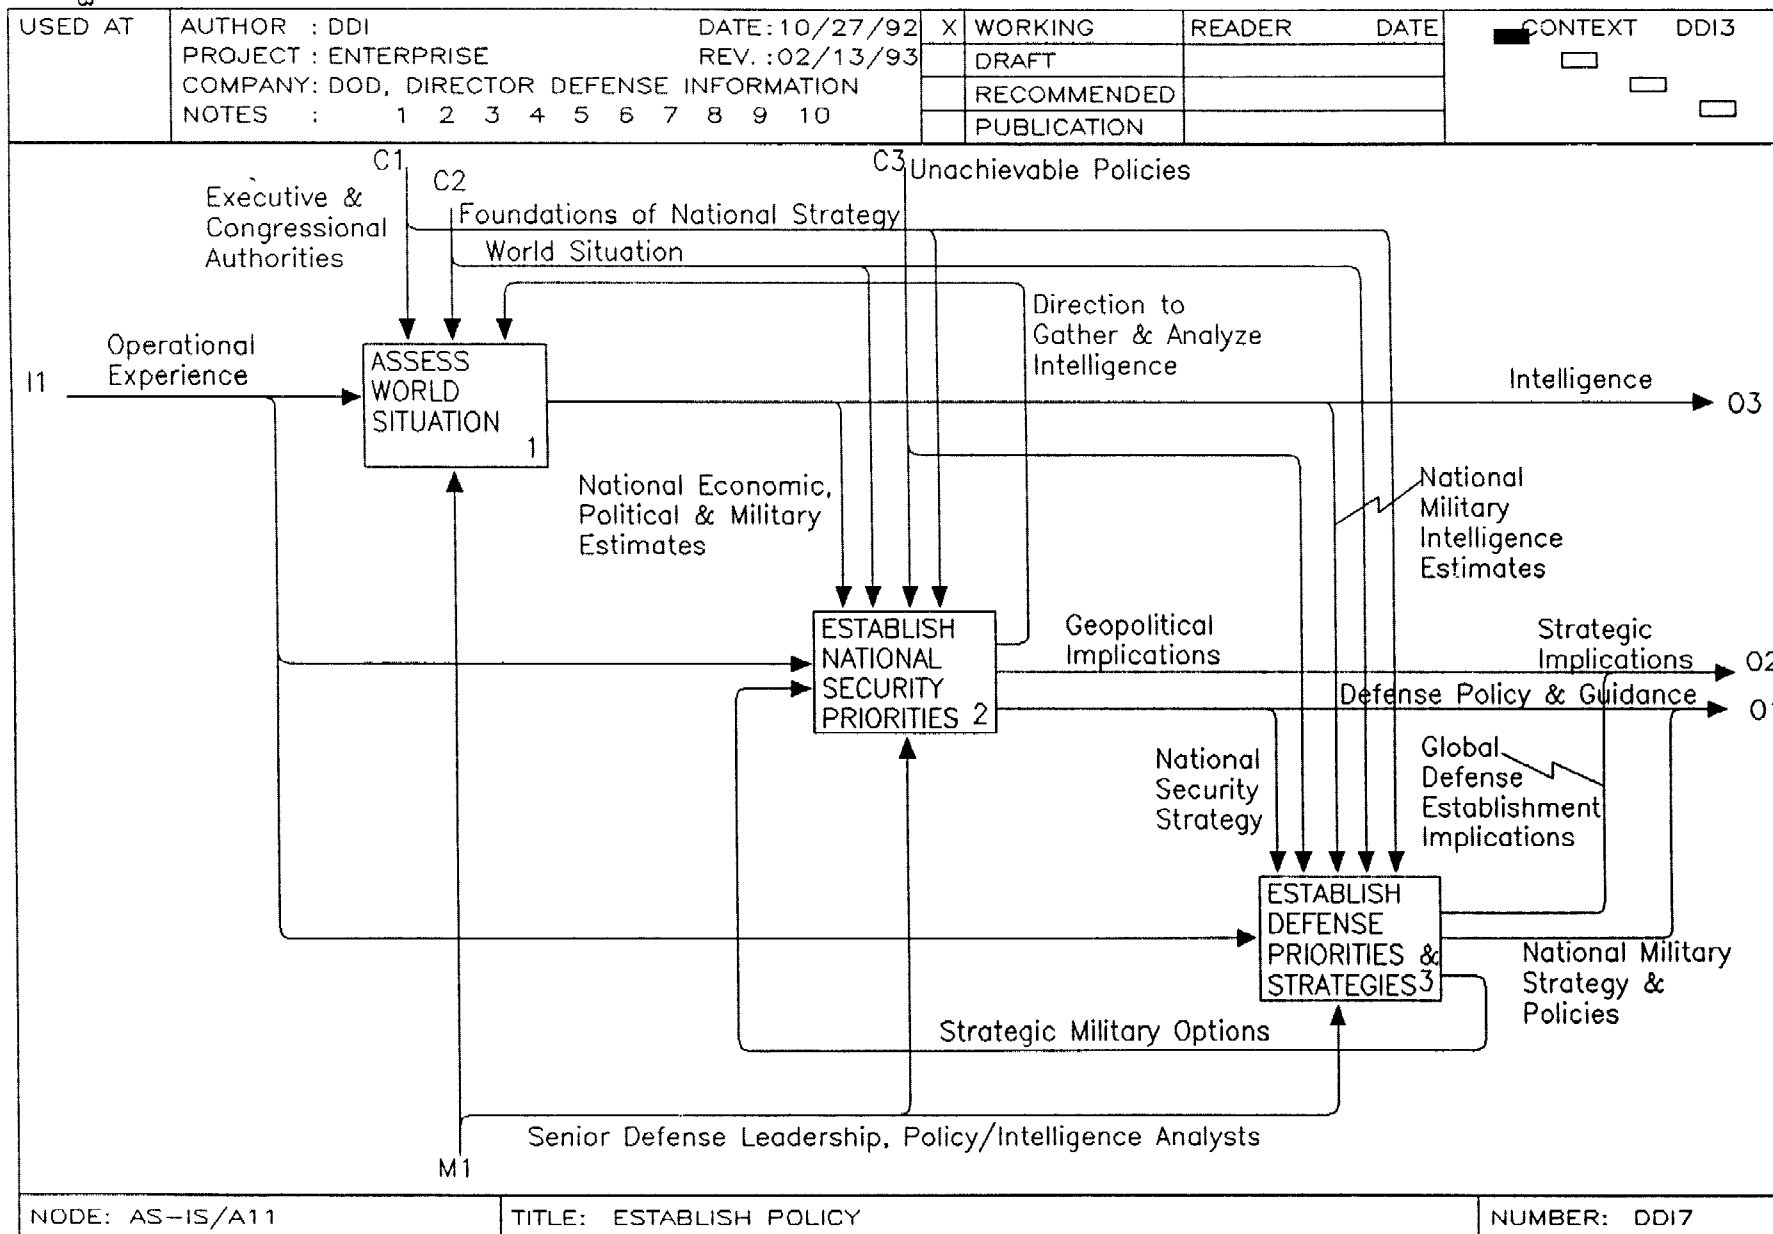 USED AT
AUTHOR : DDI DATE: 10/27/92
PROJECT : ENTERPRISE REV. : 02/13/93
COMPANY: DOD, DIRECTOR DEFENSE INFORMATION
NOTES : 1 2 3 4 5 6 7 8 9 10
X WORKING
DRAFT
RECOMMENDED
PUBLICATION
READER DATE
CONTEXT DDI3
C1
C2
C3 Unachievable Policies
Executive &
Congressional
Authorities
Foundations of National Strategy
World Situation
Direction to
Gather & Analyze
Intelligence
Operational
Experience
I1
ASSESS
WORLD
SITUATION
1
Intelligence
O3
National Economic,
Political & Military
Estimates
National
Military
Intelligence
Estimates
ESTABLISH
NATIONAL
SECURITY
PRIORITIES 2
Geopolitical
Implications
Strategic
Implications
O2
Defense Policy & Guidance
O1
National
Security
Strategy
Global
Defense
Establishment
Implications
ESTABLISH
DEFENSE
PRIORITIES &
STRATEGIES 3
National Military
Strategy &
Policies
Strategic Military Options
Senior Defense Leadership, Policy/Intelligence Analysts
M1
NODE: AS-IS/A11
TITLE: ESTABLISH POLICY
NUMBER: DDI7